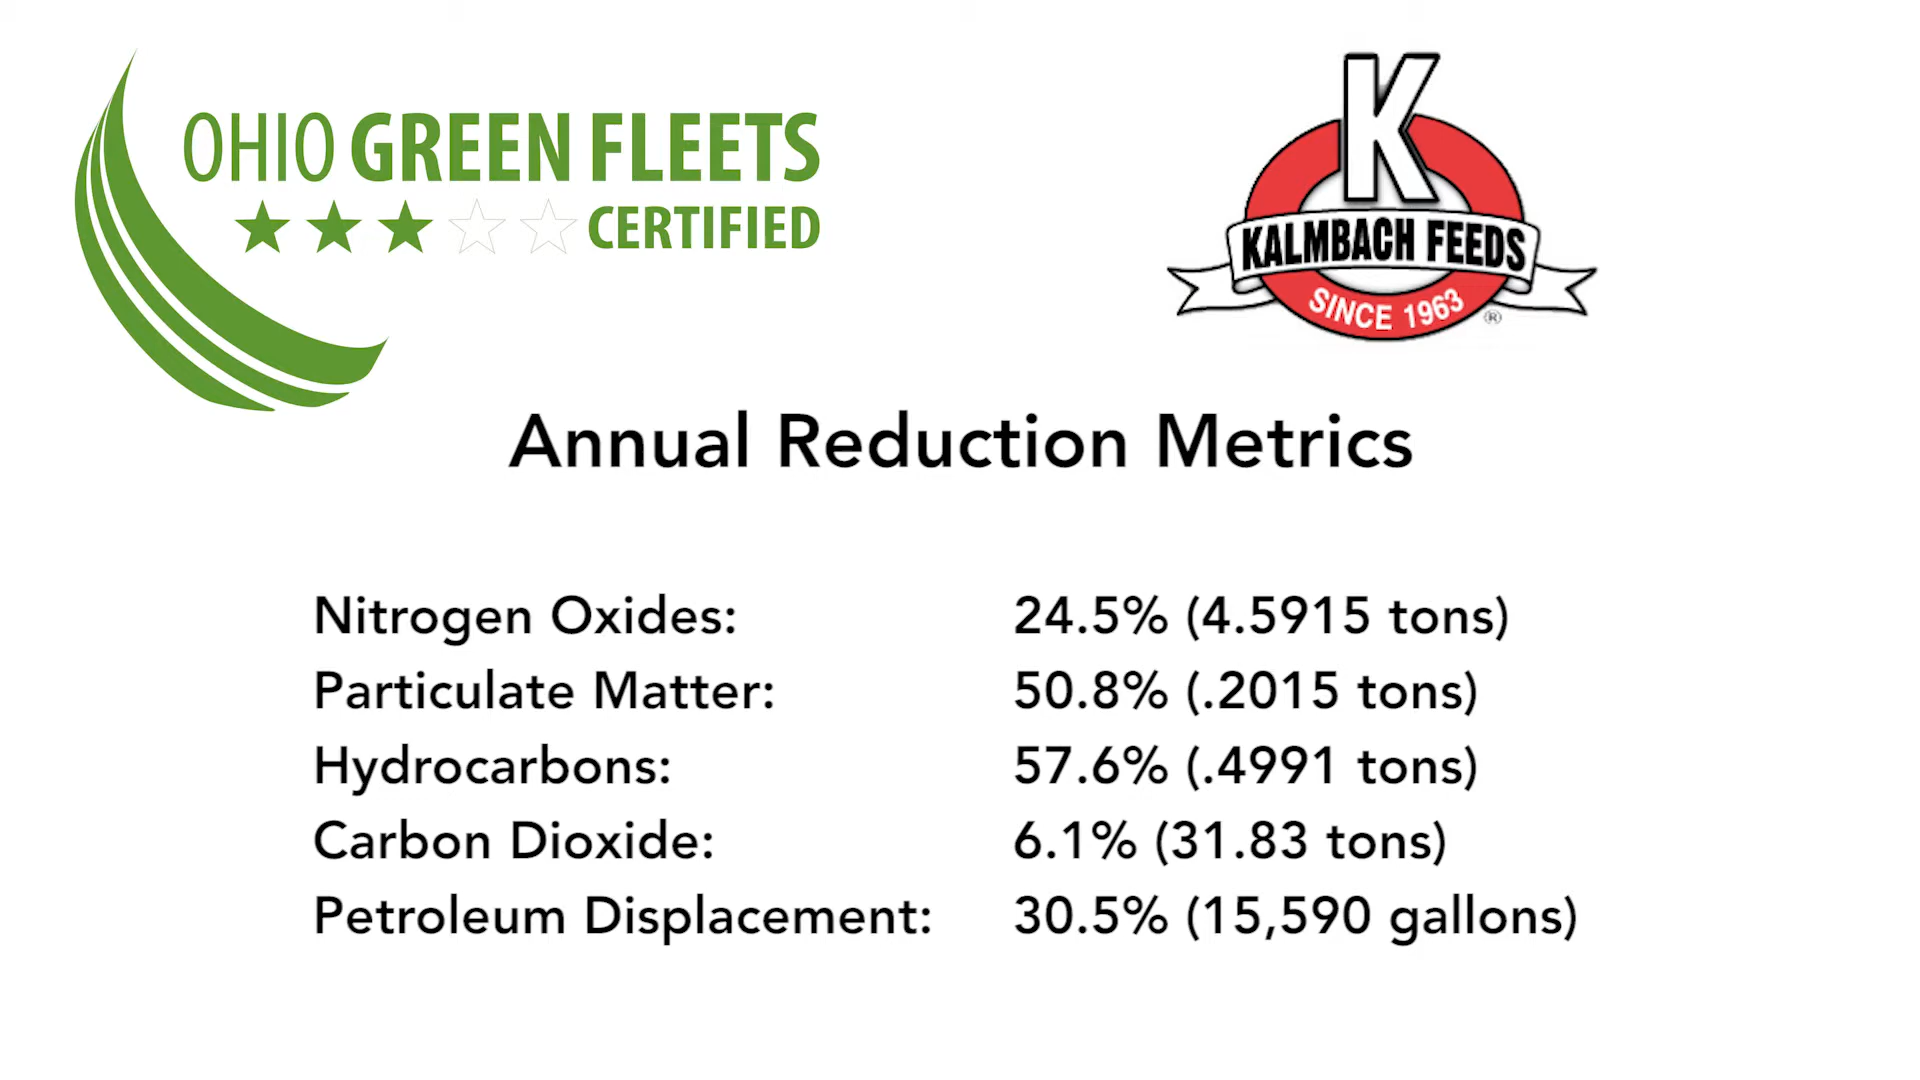 OHIO GREEN FLEETS
CERTIFIED
K
KALMBACH FEEDS
SINCE 1963
®
Annual Reduction Metrics
Nitrogen Oxides: 24.5% (4.5915 tons)
Particulate Matter: 50.8% (.2015 tons)
Hydrocarbons: 57.6% (.4991 tons)
Carbon Dioxide: 6.1% (31.83 tons)
Petroleum Displacement: 30.5% (15,590 gallons)